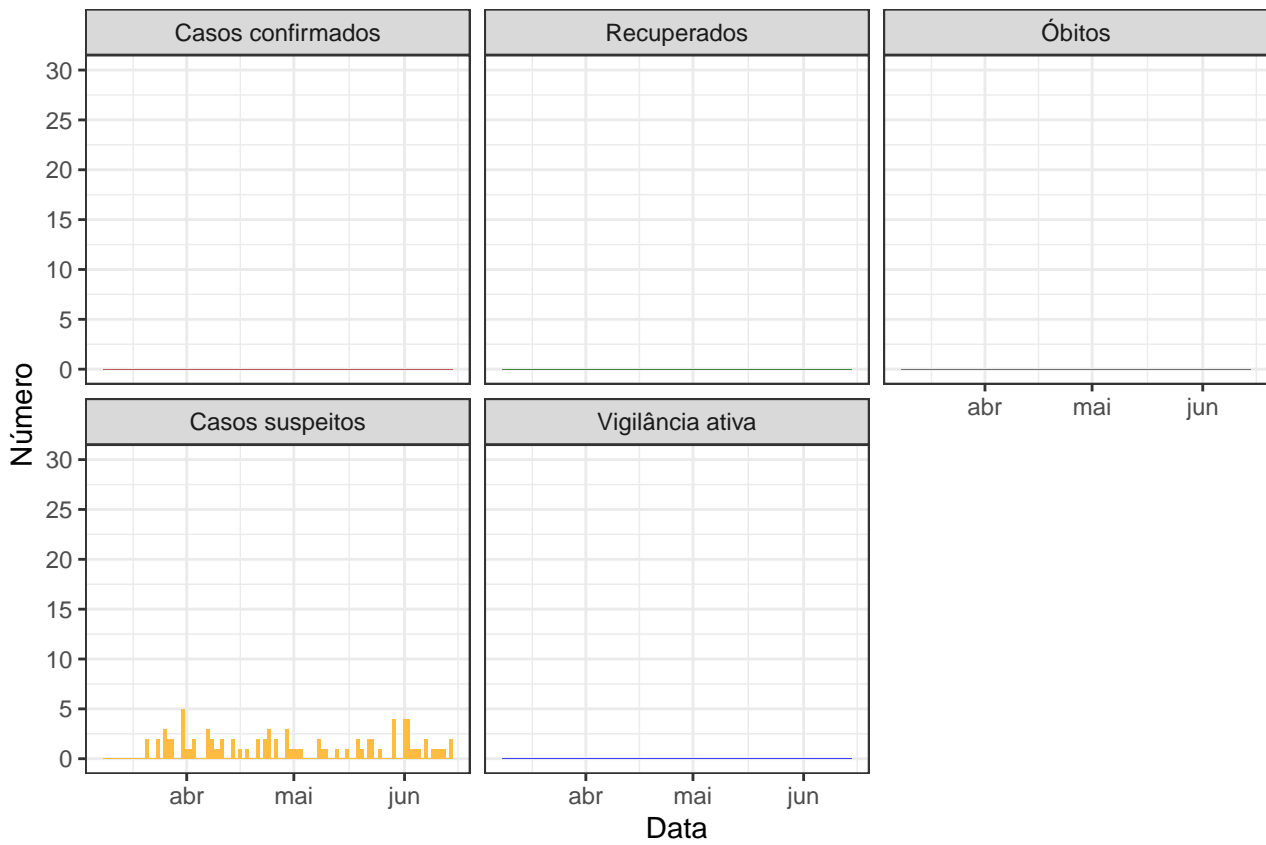 Casos confirmados
Recuperados
Óbitos
30
25
20
15
10
5
0
abr mai jun
Número
Casos suspeitos
Vigilância ativa
30
25
20
15
10
5
0
abr mai jun
abr mai jun
Data